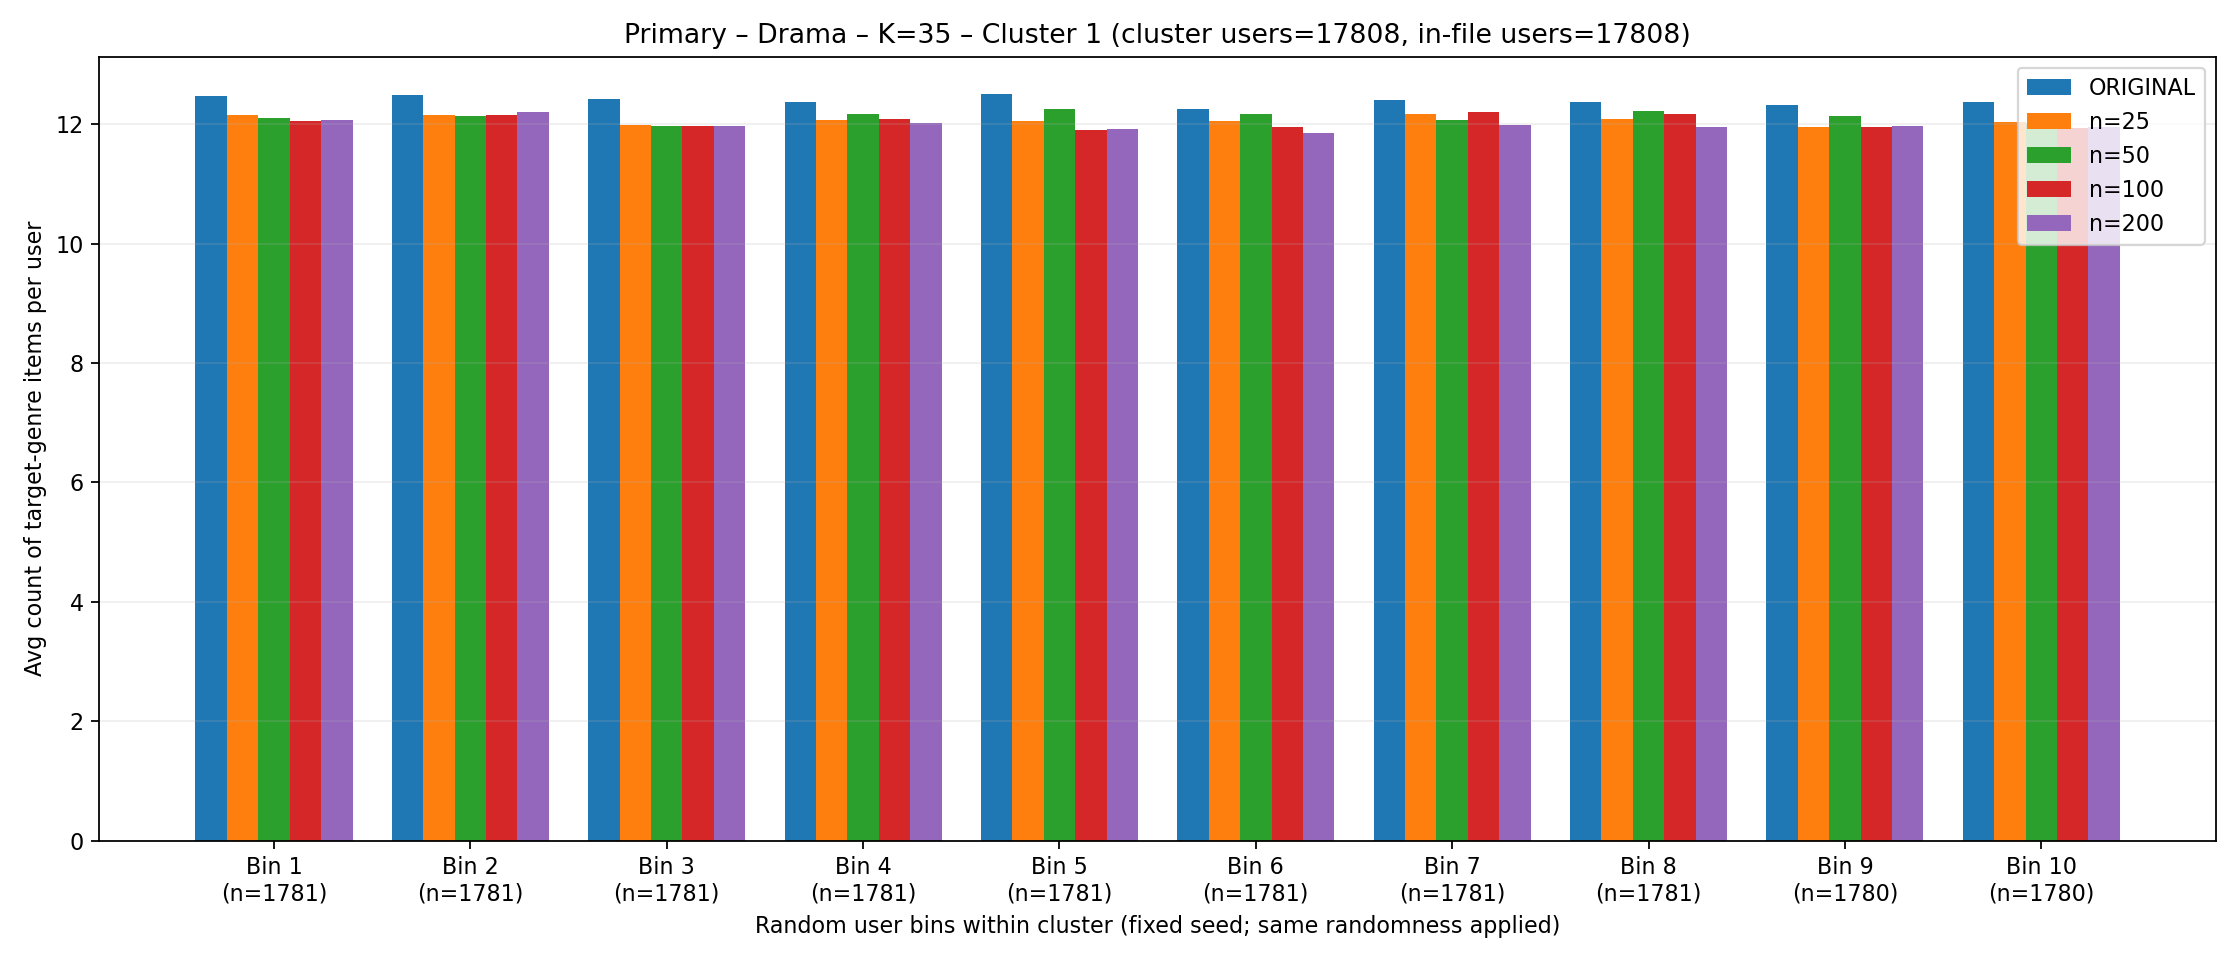 Primary – Drama – K=35 – Cluster 1 (cluster users=17808, in-file users=17808)
Avg count of target-genre items per user
12
10
8
6
4
2
0
ORIGINAL
n=25
n=50
n=100
n=200
Bin 1 Bin 2 Bin 3 Bin 4 Bin 5 Bin 6 Bin 7 Bin 8 Bin 9 Bin 10
(n=1781) (n=1781) (n=1781) (n=1781) (n=1781) (n=1781) (n=1781) (n=1781) (n=1780) (n=1780)
Random user bins within cluster (fixed seed; same randomness applied)